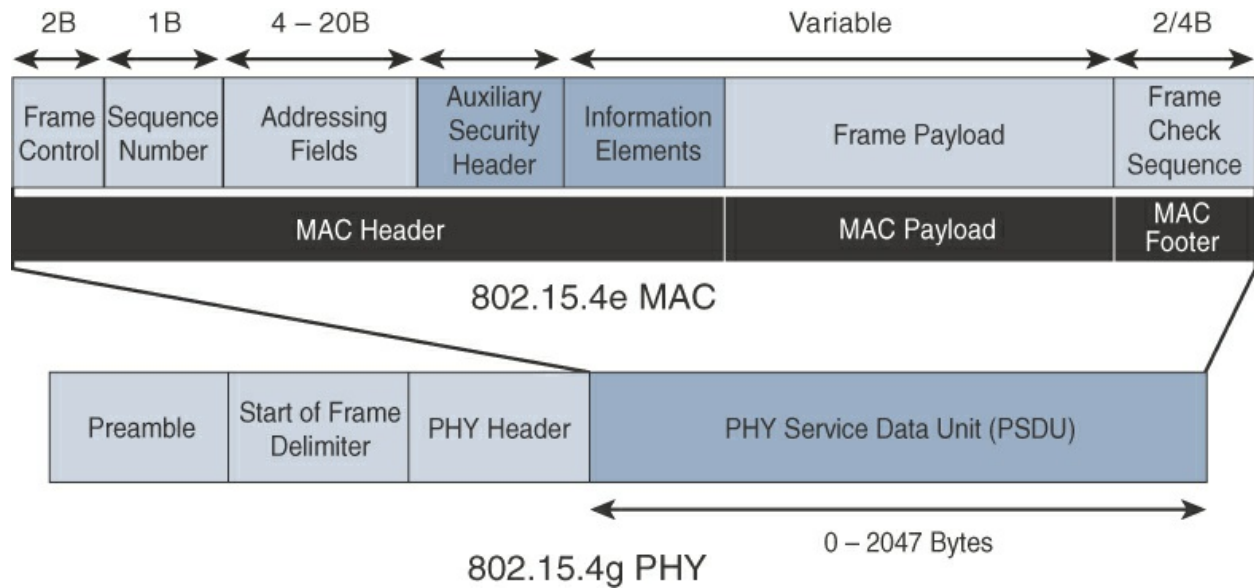 2B 1B 4 – 20B Variable 2/4B
Frame
Control
Sequence
Number
Addressing
Fields
Auxiliary
Security
Header
Information
Elements
Frame Payload
Frame
Check
Sequence
MAC Header
MAC Payload
MAC
Footer
802.15.4e MAC
Preamble
Start of Frame
Delimiter
PHY Header
PHY Service Data Unit (PSDU)
0 – 2047 Bytes
802.15.4g PHY